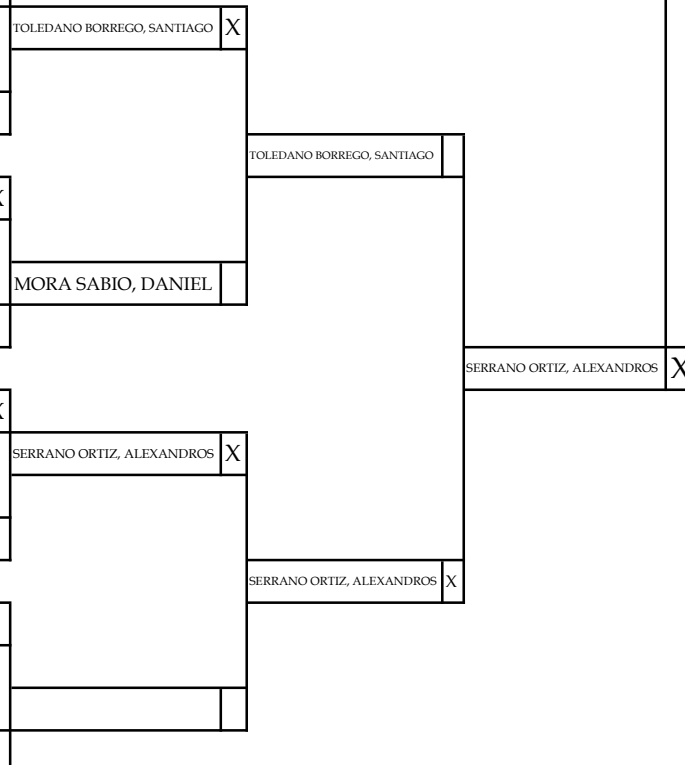 TOLEDANO BORREGO, SANTIAGO X
TOLEDANO BORREGO, SANTIAGO
X
MORA SABIO, DANIEL
SERRANO ORTIZ, ALEXANDROS X
X
SERRANO ORTIZ, ALEXANDROS X
SERRANO ORTIZ, ALEXANDROS X